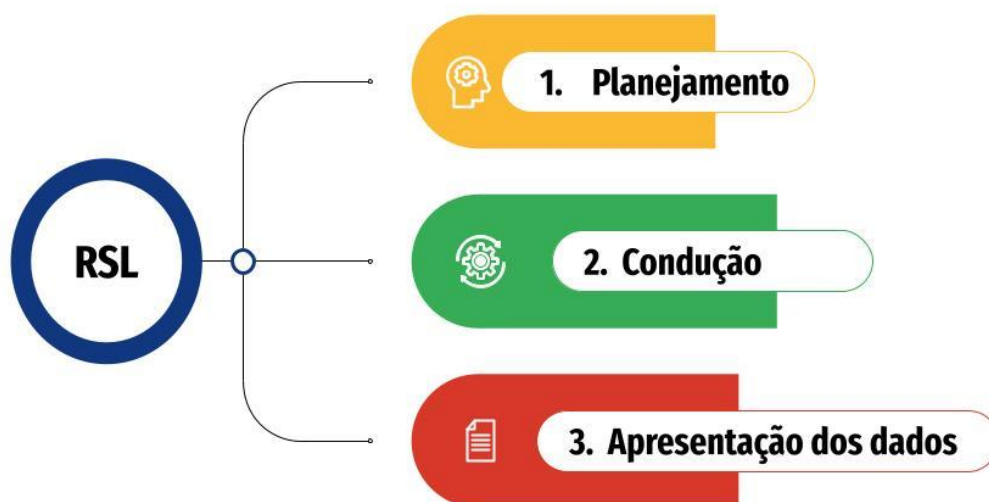 RSL
1. Planejamento
2. Condução
3. Apresentação dos dados